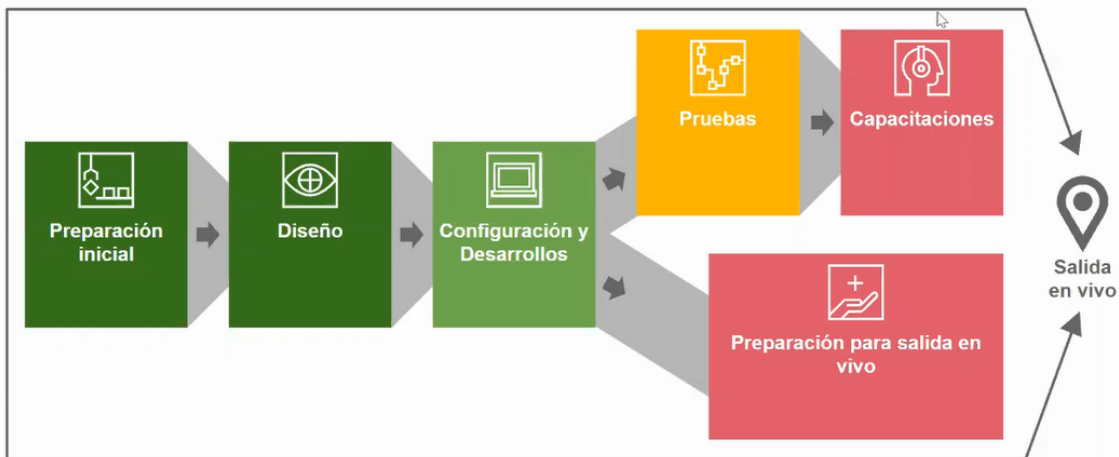 Preparación
inicial
Diseño
Configuración y
Desarrollos
Pruebas
Capacitaciones
Preparación para salida en
vivo
Salida
en vivo